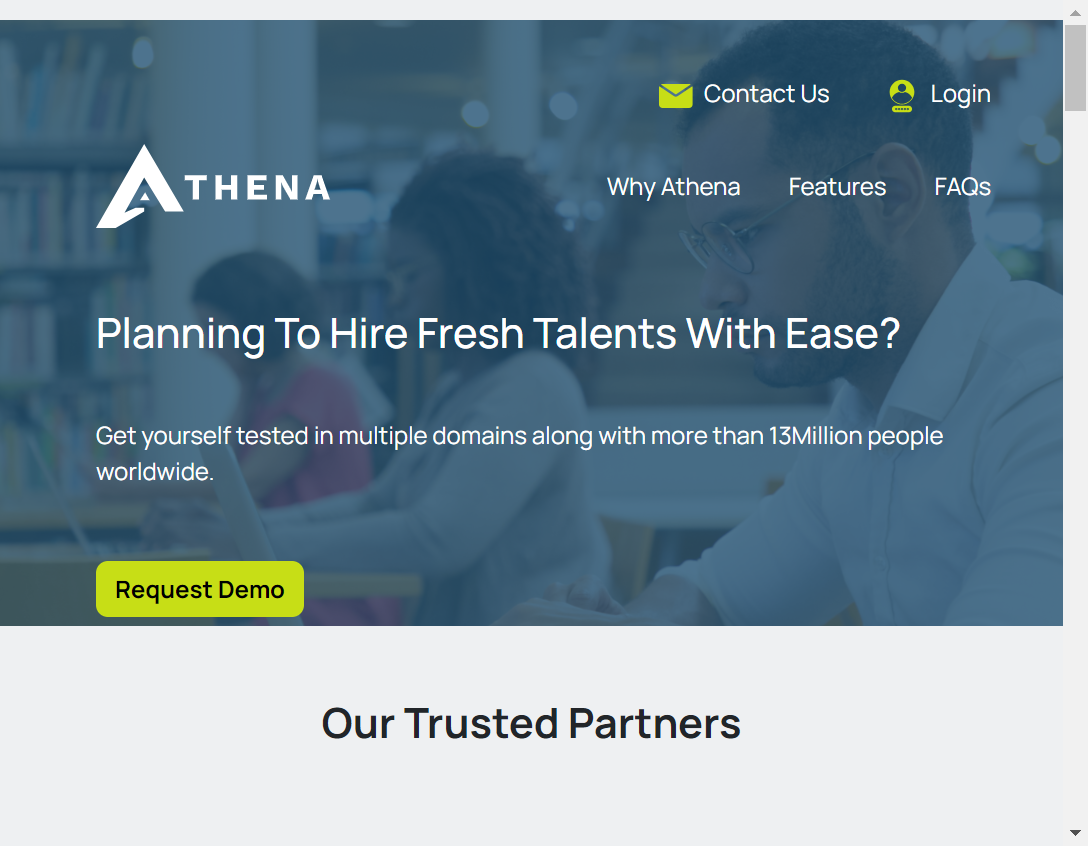 Contact Us
Login
ATHENA
Why Athena
Features
FAQs
Planning To Hire Fresh Talents With Ease?
Get yourself tested in multiple domains along with more than 13Million people
worldwide.
Request Demo
Our Trusted Partners